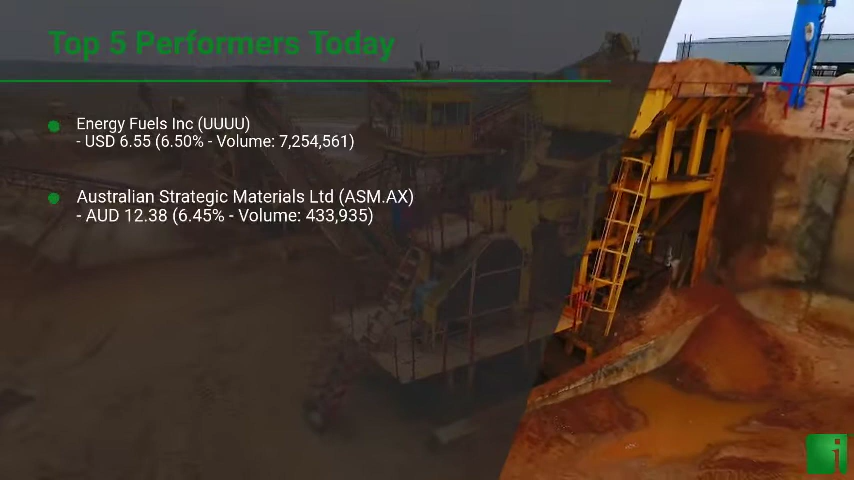 Top 5 Performers Today
Energy Fuels Inc (UUUU)
- USD 6.55 (6.50% - Volume: 7,254,561)
Australian Strategic Materials Ltd (ASM.AX)
- AUD 12.38 (6.45% - Volume: 433,935)
i